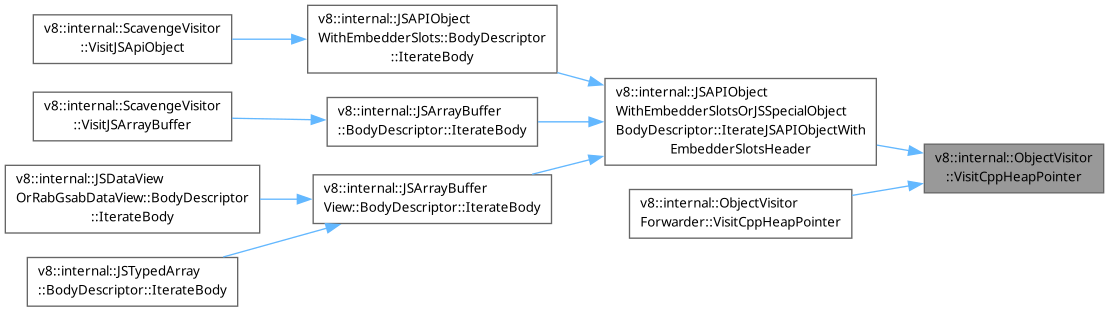 v8::internal::ScavengeVisitor
::VisitJSApiObject
v8::internal::JSAPIObject
WithEmbedderSlots::BodyDescriptor
::IterateBody
v8::internal::ScavengeVisitor
::VisitJSArrayBuffer
v8::internal::JSArrayBuffer
::BodyDescriptor::IterateBody
v8::internal::JSAPIObject
WithEmbedderSlotsOrJSSpecialObject
BodyDescriptor::IterateJSAPIObjectWith
EmbedderSlotsHeader
v8::internal::ObjectVisitor
::VisitCppHeapPointer
v8::internal::JSDataView
OrRabGsabDataView::BodyDescriptor
::IterateBody
v8::internal::JSArrayBuffer
View::BodyDescriptor::IterateBody
v8::internal::ObjectVisitor
Forwarder::VisitCppHeapPointer
v8::internal::JSTypedArray
::BodyDescriptor::IterateBody